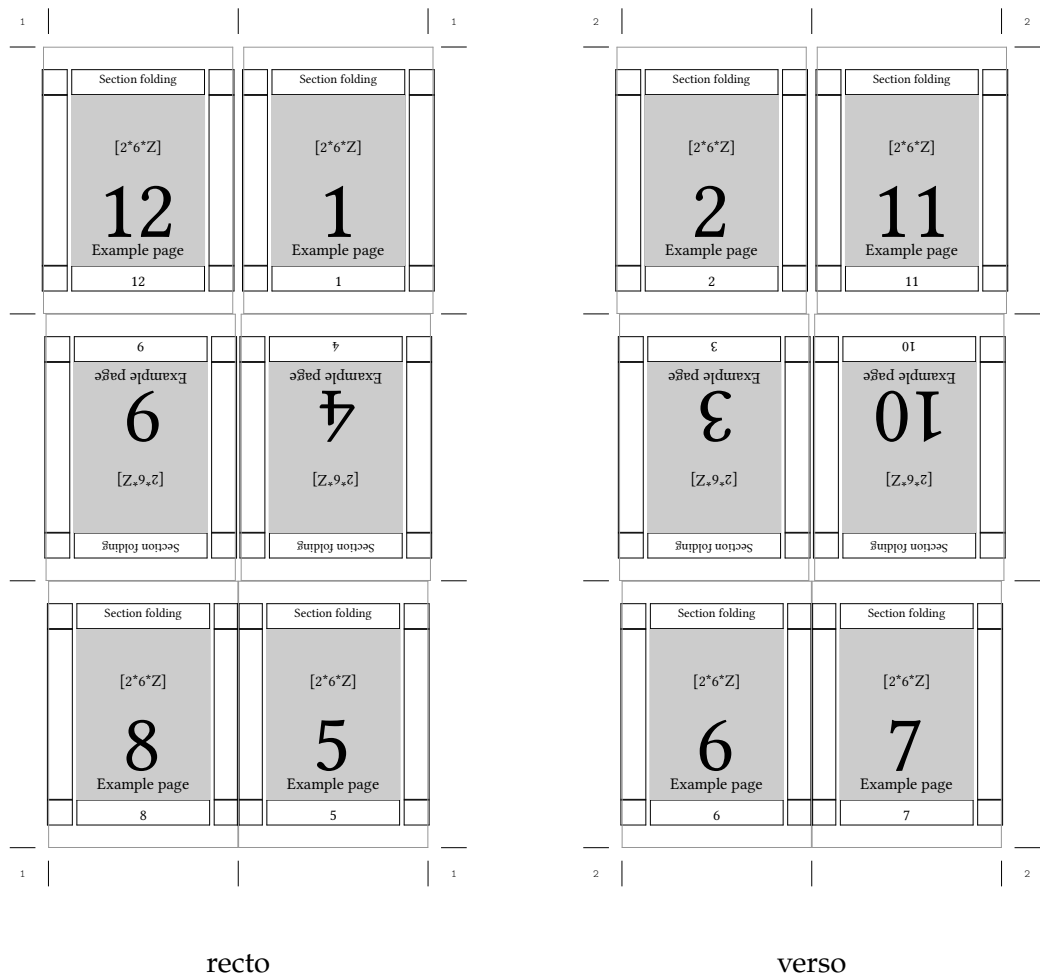 1 1
Section folding Section folding
[2*6*Z] [2*6*Z]
12 1
Example page Example page
12 1
9 4
Example page Example page
9 4
[2*6*Z] [2*6*Z]
Section folding Section folding
Section folding Section folding
[2*6*Z] [2*6*Z]
8 5
Example page Example page
8 5
1 1
recto
2 2
Section folding Section folding
[2*6*Z] [2*6*Z]
2 11
Example page Example page
2 11
3 10
Example page Example page
3 10
[2*6*Z] [2*6*Z]
Section folding Section folding
Section folding Section folding
[2*6*Z] [2*6*Z]
6 7
Example page Example page
6 7
2 2
verso